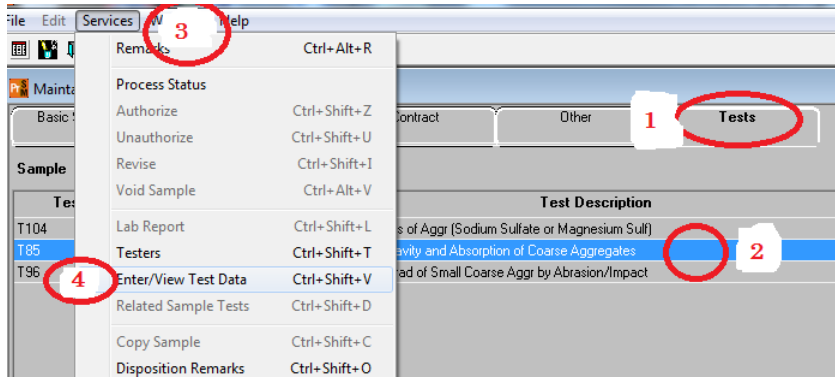 File Edit Services Help
3
Remarks Ctrl+Alt+R
Mainta
Process Status
Basic Contract Other 1 Tests
Authorize Ctrl+Shift+Z
Unauthorize Ctrl+Shift+U
Revise Ctrl+Shift+I
Sample
Void Sample Ctrl+Alt+V
Tes Test Description
Lab Report Ctrl+Shift+L
T104 s of Aggr (Sodium Sulfate or Magnesium Sulf)
Testers Ctrl+Shift+T
T85 avity and Absorption of Coarse Aggregates 2
T96 4 Enter/View Test Data Ctrl+Shift+V rad of Small Coarse Aggr by Abrasion/Impact
Related Sample Tests Ctrl+Shift+D
Copy Sample Ctrl+Shift+C
Disposition Remarks Ctrl+Shift+O